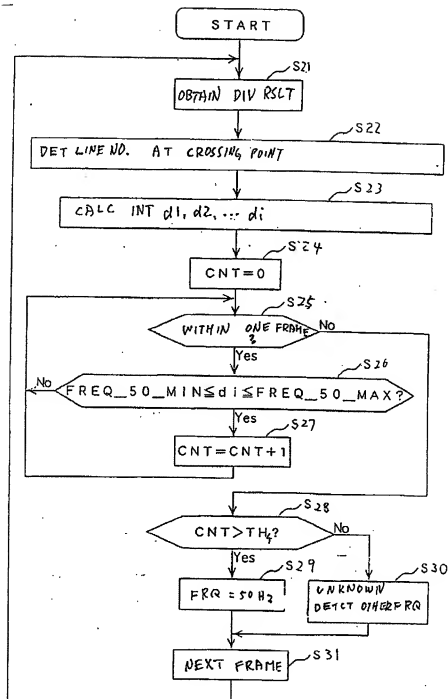 START
S21
OBTAIN DIV RSLT
S22
DET LINE NO. AT CROSSING POINT
S23
CALC INT d1, d2, ... di
S24
CNT=0
S25
WITHIN ONE FRAME
?
No
Yes
S26
No
FREQ_50_MIN≦di≦FREQ_50_MAX?
Yes
S27
CNT=CNT+1
S28
CNT>TH4?
No
Yes
S29
S30
FRQ=50Hz
UNKNOWN
DETCT OTHER FRQ
NEXT FRAME
S31